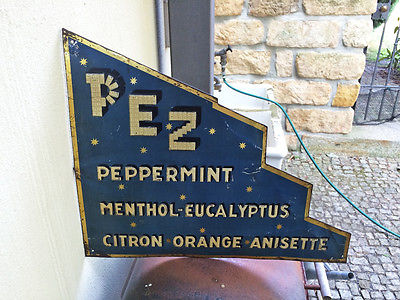 PEZ
PEPPERMINT
MENTHOL-EUCALYPTUS
CITRON ORANGE ANISETTE